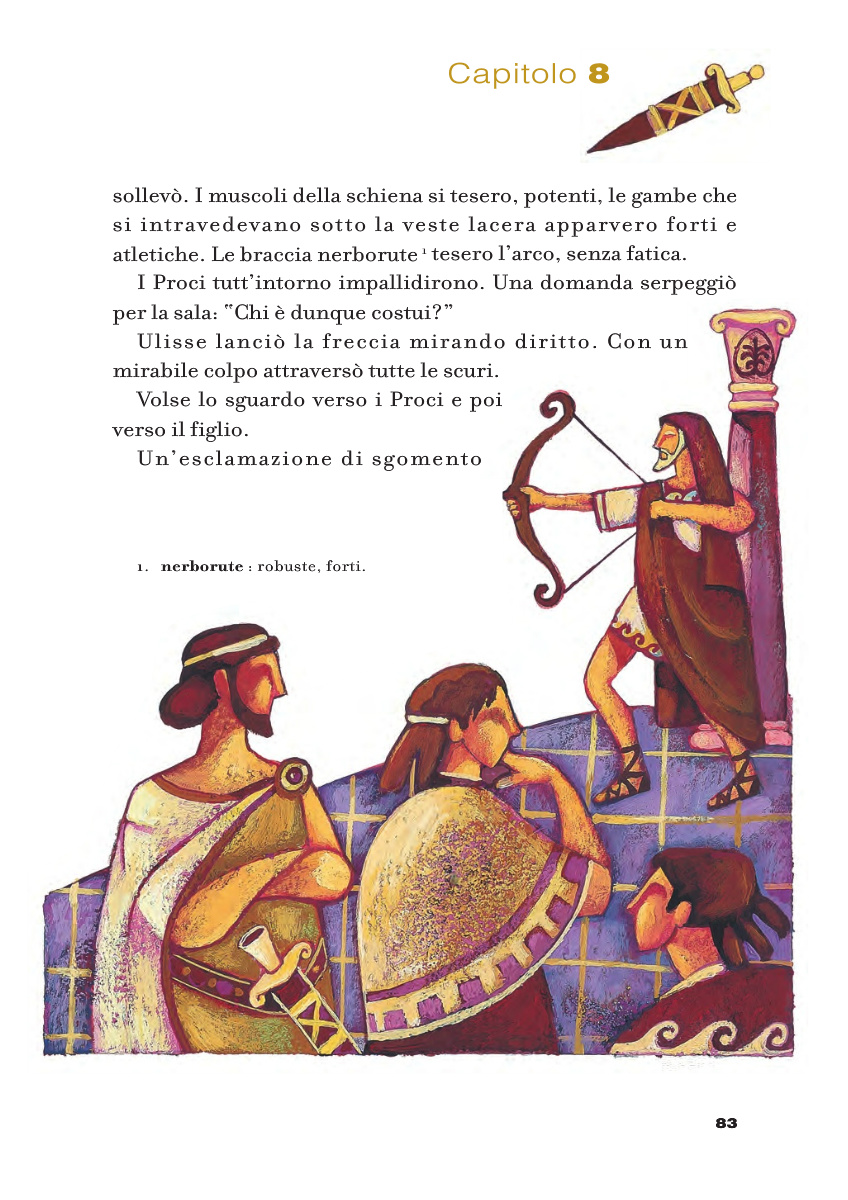 Capitolo 8
sollevò. I muscoli della schiena si tesero, potenti, le gambe che
si intravedevano sotto la veste lacera apparvero forti e
atletiche. Le braccia nerborute 1 tesero l'arco, senza fatica.
I Proci tutt'intorno impallidirono. Una domanda serpeggiò
per la sala: "Chi è dunque costui?"
Ulisse lanciò la freccia mirando diritto. Con un
mirabile colpo attraversò tutte le scuri.
Volse lo sguardo verso i Proci e poi
verso il figlio.
Un'esclamazione di sgomento
1. nerborute : robuste, forti.
83